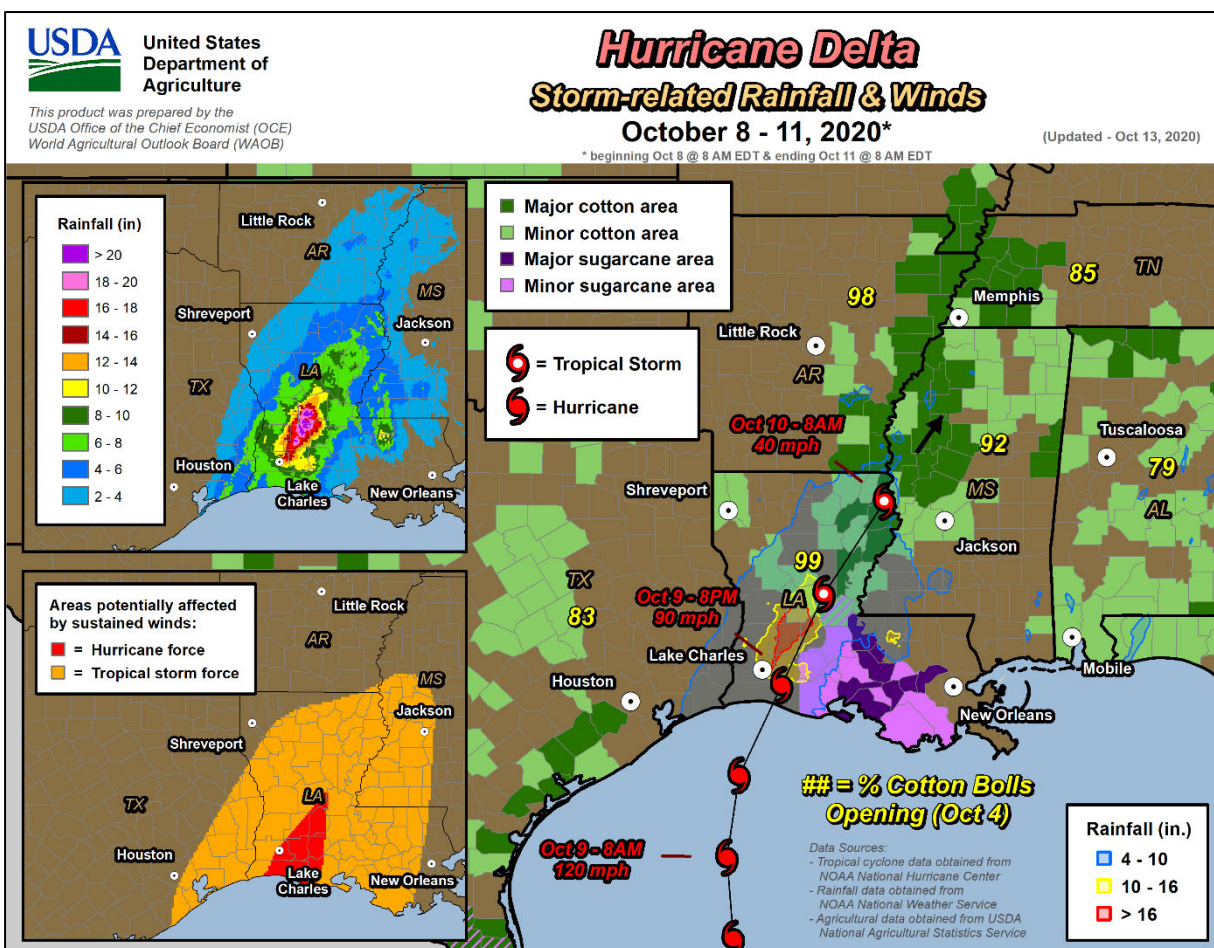 USDA
United States
Department of
Agriculture
This product was prepared by the
USDA Office of the Chief Economist (OCE)
World Agricultural Outlook Board (WAOB)
Hurricane Delta
Storm-related Rainfall & Winds
October 8 - 11, 2020*
* beginning Oct 8 @ 8 AM EDT & ending Oct 11 @ 8 AM EDT
(Updated - Oct 13, 2020)
Rainfall (in)
> 20
18 - 20
16 - 18
14 - 16
12 - 14
10 - 12
8 - 10
6 - 8
4 - 6
2 - 4
Little Rock
AR
MS
Shreveport
Jackson
TX
LA
Houston
Lake
Charles
New Orleans
Major cotton area
Minor cotton area
Major sugarcane area
Minor sugarcane area
= Tropical Storm
= Hurricane
85
TN
98
Memphis
Little Rock
AR
Oct 10 - 8AM
40 mph
Tuscaloosa
92
79
MS
AL
Shreveport
Jackson
99
TX
LA
83
Oct 9 - 8PM
90 mph
Lake Charles
Mobile
Houston
New Orleans
Oct 9 - 8AM
120 mph
## = % Cotton Bolls
Opening (Oct 4)
Data Sources:
- Tropical cyclone data obtained from
NOAA National Hurricane Center
- Rainfall data obtained from
NOAA National Weather Service
- Agricultural data obtained from USDA
National Agricultural Statistics Service
Rainfall (in.)
4 - 10
10 - 16
> 16
Areas potentially affected
by sustained winds:
= Hurricane force
= Tropical storm force
Little Rock
AR
MS
Jackson
Shreveport
TX
LA
Houston
Lake
Charles
New Orleans